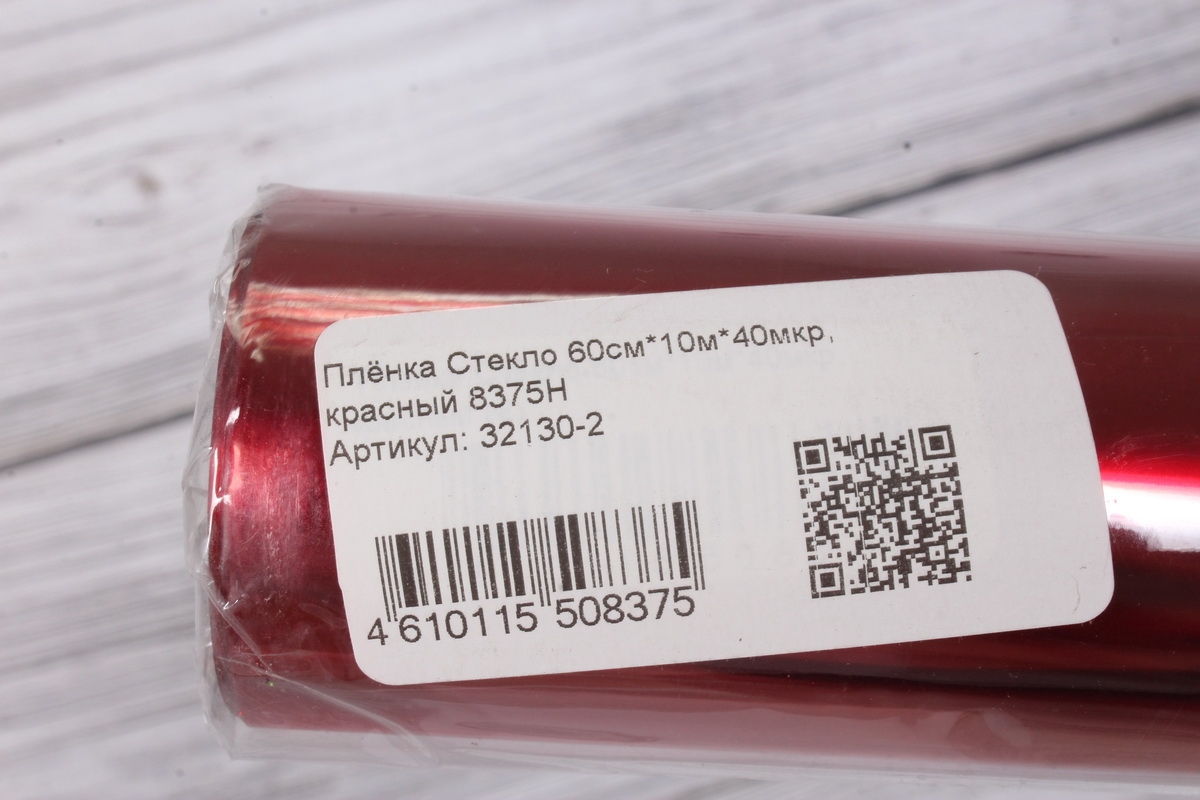 Плёнка Стекло 60см*10м*40мкр,
красный 8375Н
Артикул: 32130-2
4 610115 508375